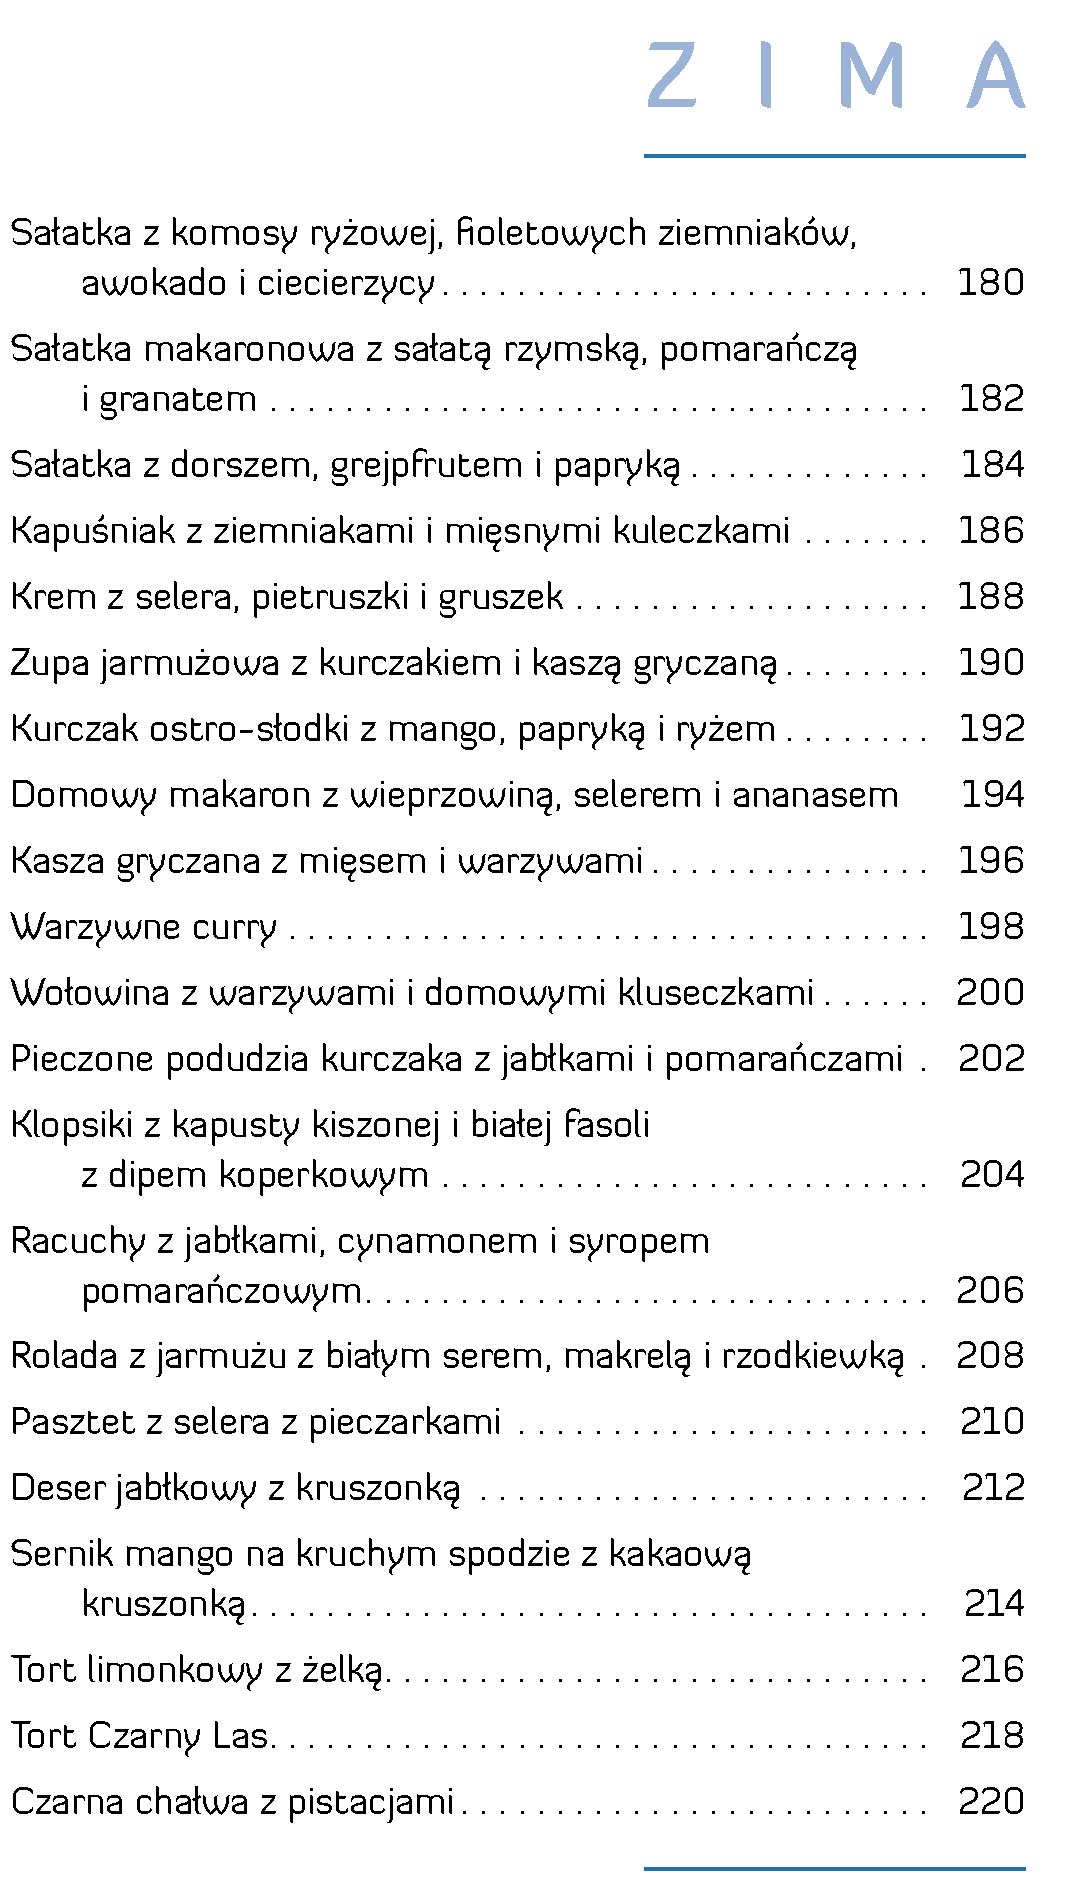 ZIMA
Sałatka z komosy ryżowej, fioletowych ziemniaków,
awokado i ciecierzycy . . . . . . . . . . . . . . . . . . . . . . . . . . 180
Sałatka makaronowa z sałatą rzymską, pomarańczą
i granatem . . . . . . . . . . . . . . . . . . . . . . . . . . . . . . . . . . . 182
Sałatka z dorszem, grejpfrutem i papryką . . . . . . . . . . . . . 184
Kapuśniak z ziemniakami i mięsnymi kuleczkami . . . . . . . 186
Krem z selera, pietruszki i gruszek . . . . . . . . . . . . . . . . . . . 188
Zupa jarmużowa z kurczakiem i kaszą gryczaną . . . . . . . . 190
Kurczak ostro-słodki z mango, papryką i ryżem . . . . . . . . 192
Domowy makaron z wieprzowiną, selerem i ananasem 194
Kasza gryczana z mięsem i warzywami . . . . . . . . . . . . . . . 196
Warzywne curry . . . . . . . . . . . . . . . . . . . . . . . . . . . . . . . . . . 198
Wołowina z warzywami i domowymi kluseczkami . . . . . . 200
Pieczone podudzia kurczaka z jabłkami i pomarańczami . 202
Klopsiki z kapusty kiszonej i białej fasoli
z dipem koperkowym . . . . . . . . . . . . . . . . . . . . . . . . . . 204
Racuchy z jabłkami, cynamonem i syropem
pomarańczowym. . . . . . . . . . . . . . . . . . . . . . . . . . . . . . 206
Rolada z jarmużu z białym serem, makrelą i rzodkiewką . 208
Pasztet z selera z pieczarkami . . . . . . . . . . . . . . . . . . . . . . 210
Deser jabłkowy z kruszonką . . . . . . . . . . . . . . . . . . . . . . . . 212
Sernik mango na kruchym spodzie z kakaową
kruszonką. . . . . . . . . . . . . . . . . . . . . . . . . . . . . . . . . . . . 214
Tort limonkowy z żelką. . . . . . . . . . . . . . . . . . . . . . . . . . . . . 216
Tort Czarny Las. . . . . . . . . . . . . . . . . . . . . . . . . . . . . . . . . . . 218
Czarna chałwa z pistacjami . . . . . . . . . . . . . . . . . . . . . . . . . 220